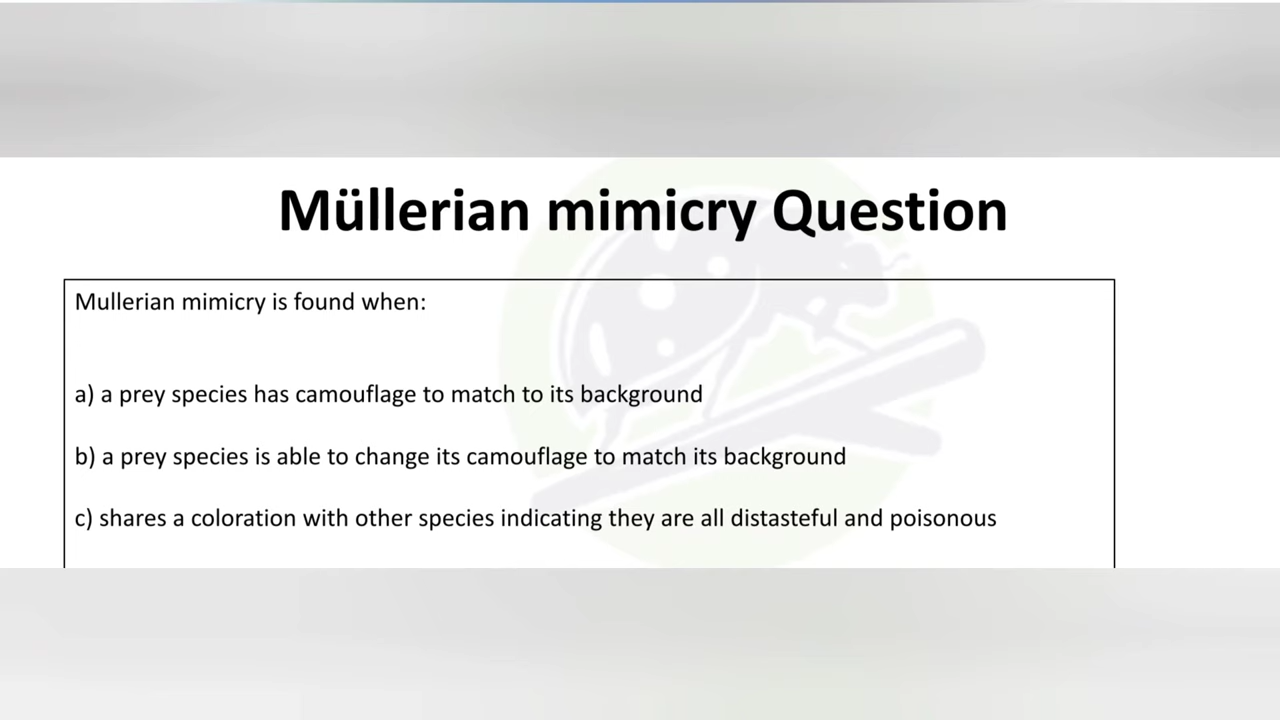 Müllerian mimicry Question
Mullerian mimicry is found when:
a) a prey species has camouflage to match to its background
b) a prey species is able to change its camouflage to match its background
c) shares a coloration with other species indicating they are all distasteful and poisonous